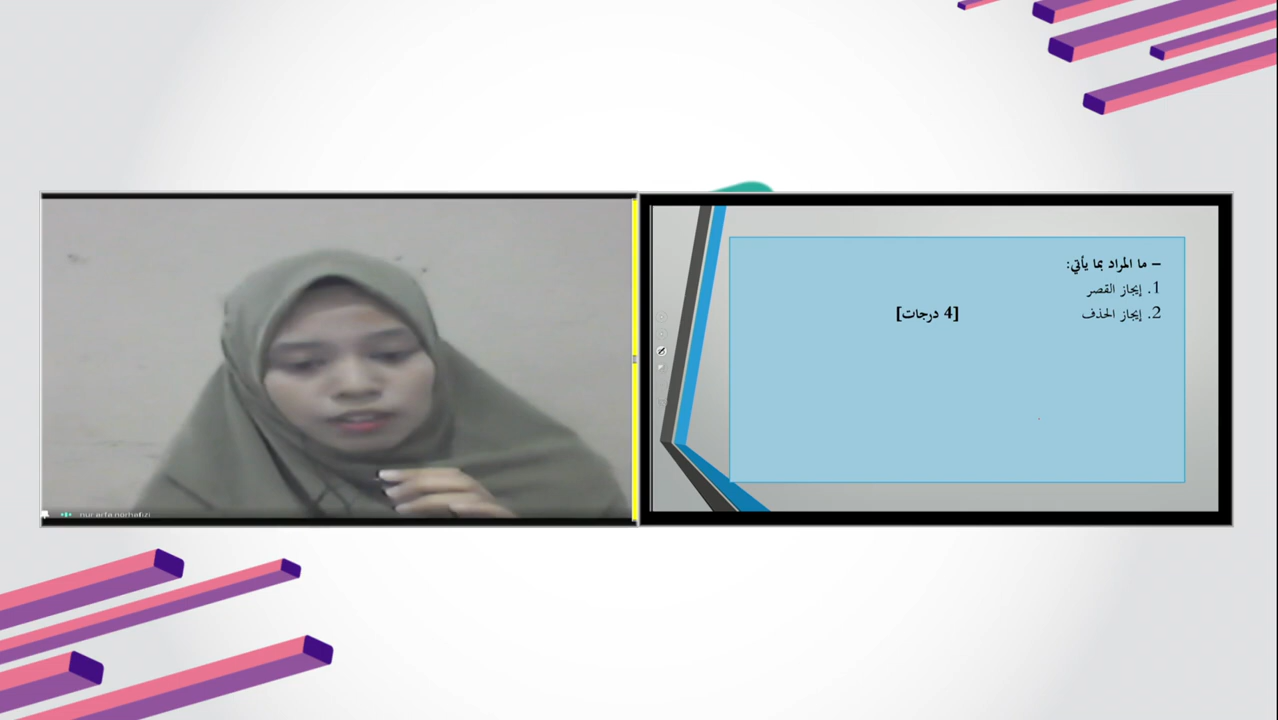 – ما المراد بما يأتي:
1. إيجاز القصر
2. إيجاز الحذف [4 درجات]